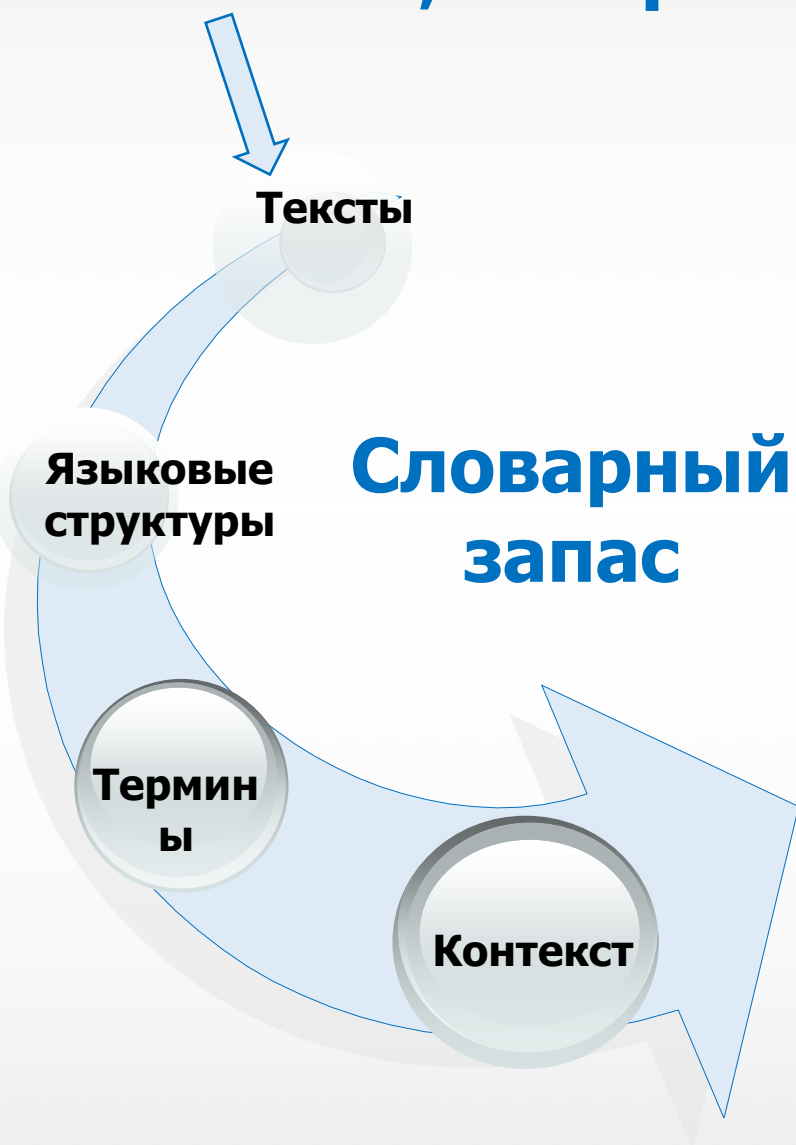 Тексты
Языковые
структуры
Словарный
запас
Термин
ы
Контекст